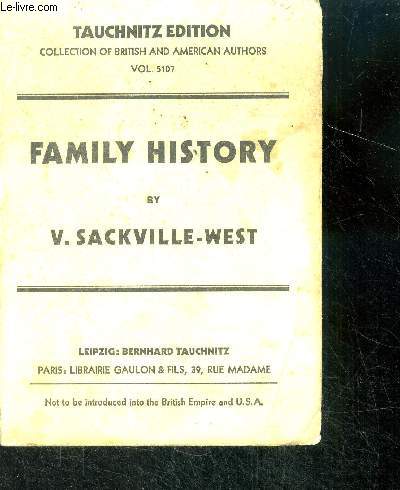 Le-livre.com
TAUCHNITZ EDITION
COLLECTION OF BRITISH AND AMERICAN AUTHORS
VOL. 5107
FAMILY HISTORY
BY
V. SACKVILLE-WEST
LEIPZIG: BERNHARD TAUCHNITZ
PARIS: LIBRAIRIE GAULON & FILS, 39, RUE MADAME
Not to be introduced into the British Empire and U.S.A.